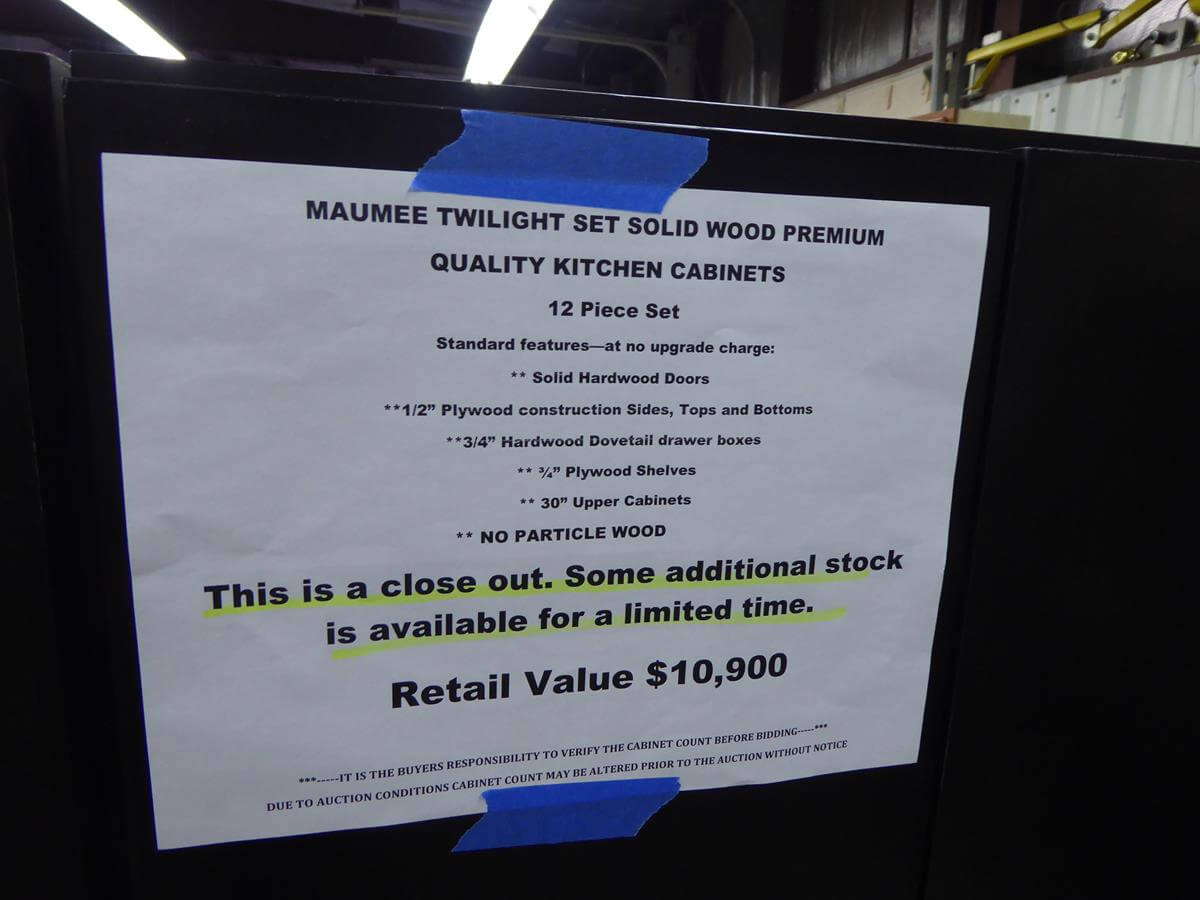 MAUMEE TWILIGHT SET SOLID WOOD PREMIUM
QUALITY KITCHEN CABINETS
12 Piece Set
Standard features—at no upgrade charge:
** Solid Hardwood Doors
**1/2” Plywood construction Sides, Tops and Bottoms
**3/4” Hardwood Dovetail drawer boxes
** ¾” Plywood Shelves
** 30” Upper Cabinets
** NO PARTICLE WOOD
This is a close out. Some additional stock
is available for a limited time.
Retail Value $10,900
***-----IT IS THE BUYERS RESPONSIBILITY TO VERIFY THE CABINET COUNT BEFORE BIDDING-----***
DUE TO AUCTION CONDITIONS CABINET COUNT MAY BE ALTERED PRIOR TO THE AUCTION WITHOUT NOTICE